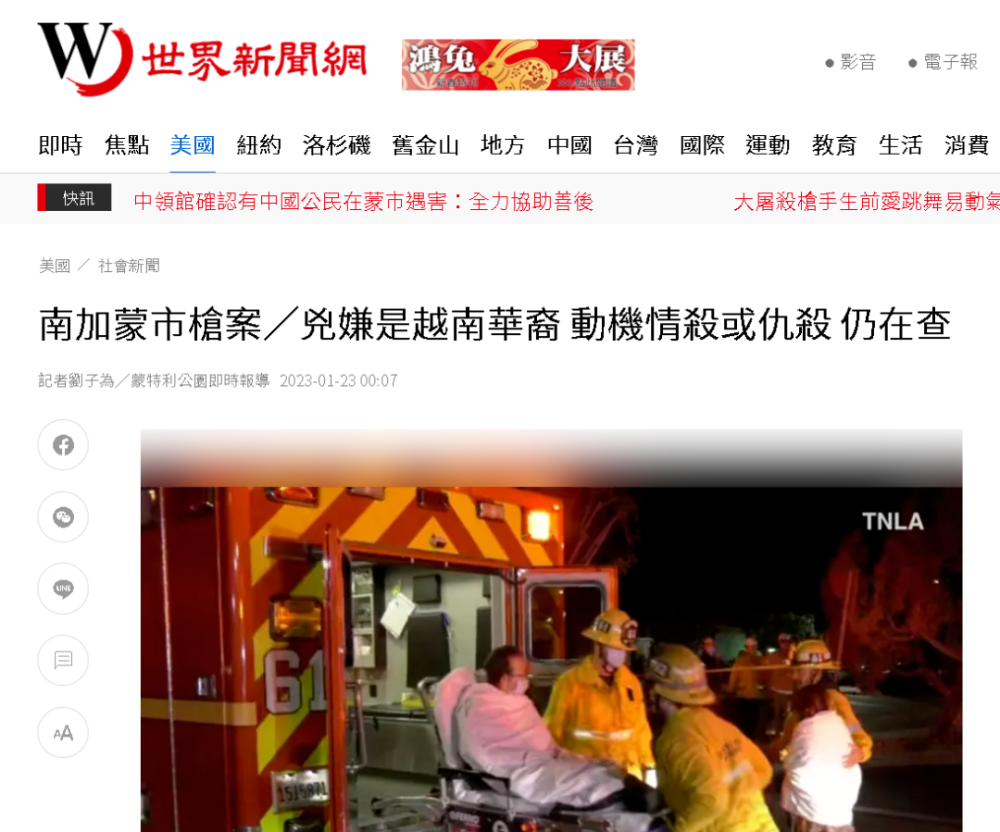 W 世界新聞網
鴻兔 大展
影音 電子報
即時 焦點 美國 紐約 洛杉磯 舊金山 地方 中國 台灣 國際 運動 教育 生活 消費
快訊 中領館確認有中國公民在蒙市遇害：全力協助善後 大屠殺槍手生前愛跳舞易動氣
美國 ／ 社會新聞
南加蒙市槍案／兇嫌是越南華裔 動機情殺或仇殺 仍在查
記者劉子為／蒙特利公園即時報導 2023-01-23 00:07
TNLA
LINE
61
AA
1515871